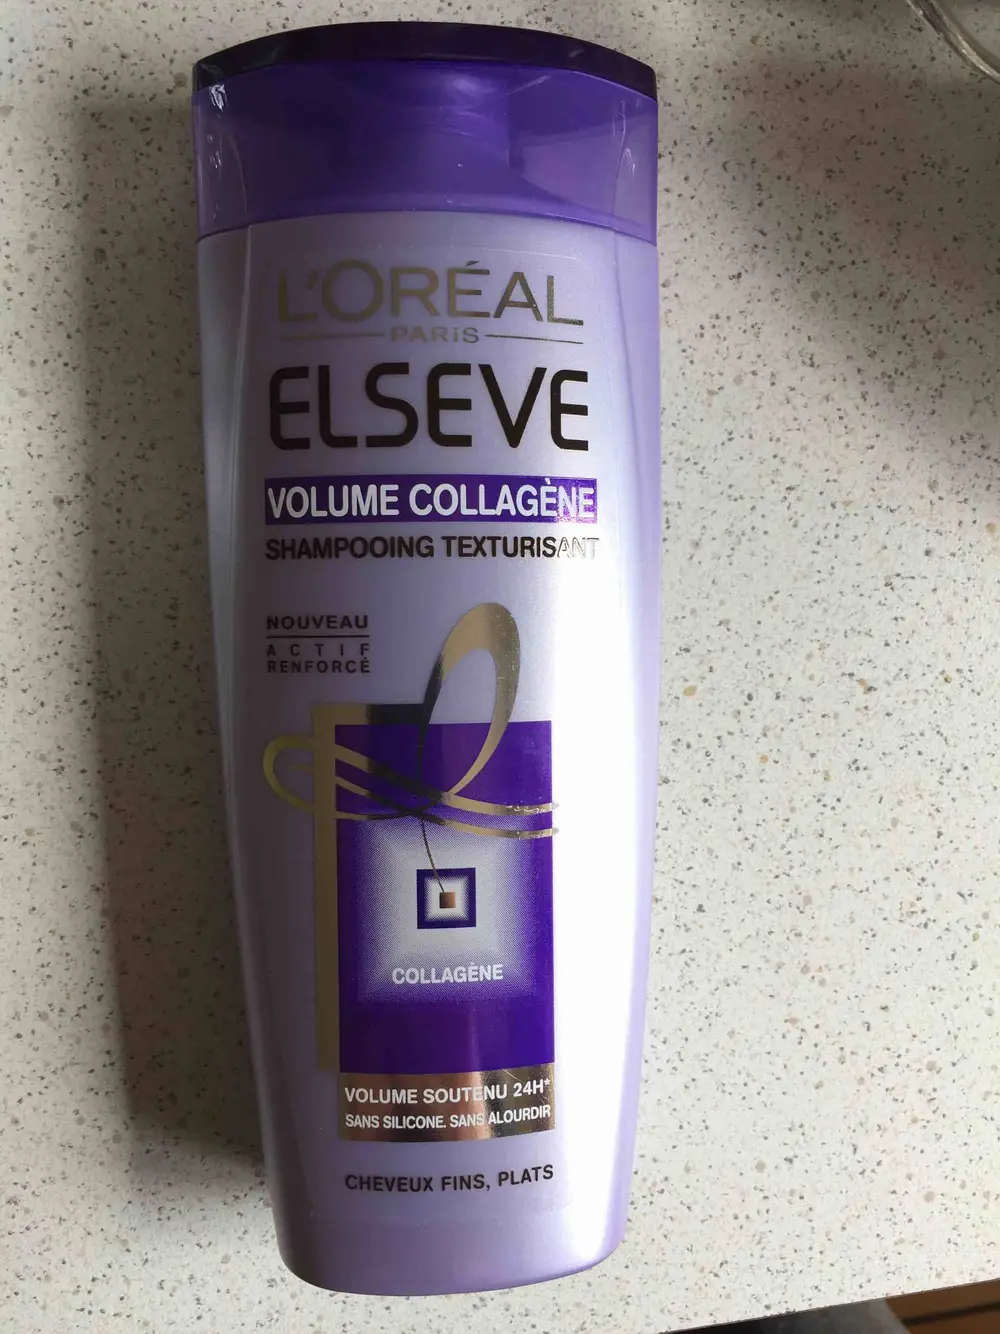 L'ORÉAL
PARIS
ELSEVE
VOLUME COLLAGÈNE
SHAMPOOING TEXTURISANT
NOUVEAU
ACTIF
RENFORCÉ
COLLAGÈNE
VOLUME SOUTENU 24H*
SANS SILICONE. SANS ALOURDIR
CHEVEUX FINS, PLATS